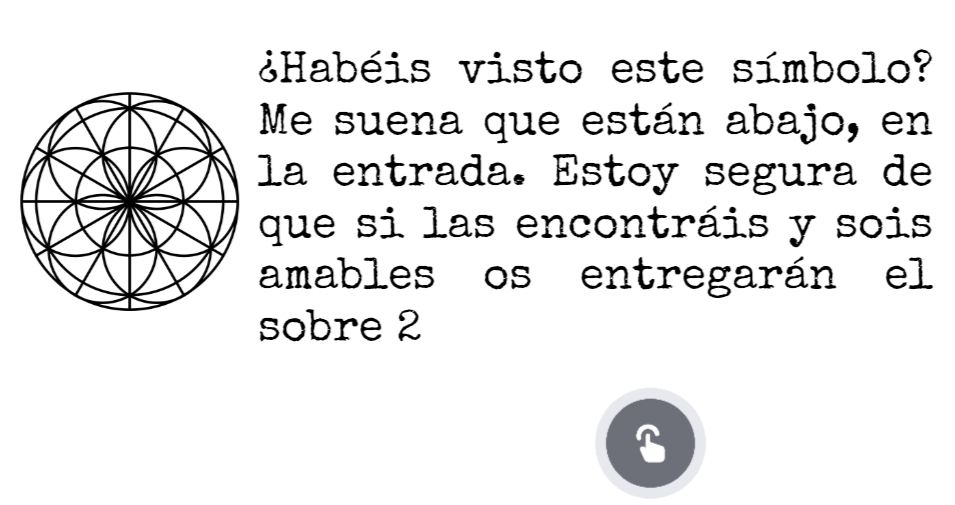 ¿Habéis visto este símbolo?
Me suena que están abajo, en
la entrada. Estoy segura de
que si las encontráis y sois
amables os entregarán el
sobre 2